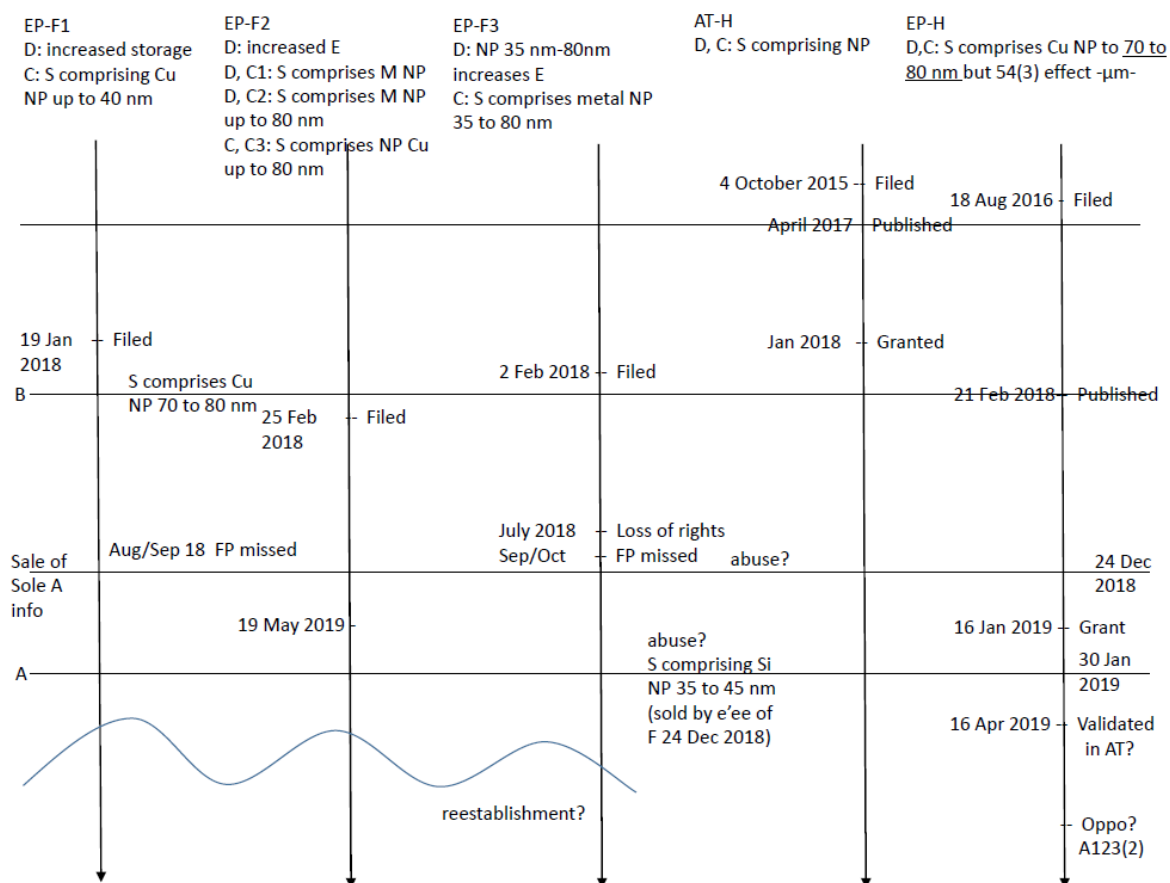 EP-F1
D: increased storage
C: S comprising Cu
NP up to 40 nm
EP-F2
D: increased E
D, C1: S comprises M NP
D, C2: S comprises M NP
up to 80 nm
C, C3: S comprises NP Cu
up to 80 nm
EP-F3
D: NP 35 nm-80nm
increases E
C: S comprises metal NP
35 to 80 nm
AT-H
D, C: S comprising NP
EP-H
D,C: S comprises Cu NP to 70 to
80 nm but 54(3) effect -µm-
4 October 2015
Filed
18 Aug 2016
Filed
April 2017
Published
19 Jan
2018
Filed
Jan 2018
Granted
2 Feb 2018
Filed
S comprises Cu
NP 70 to 80 nm
B
21 Feb 2018
Published
25 Feb
2018
Filed
July 2018
Loss of rights
Aug/Sep 18 FP missed
Sep/Oct
FP missed
abuse?
Sale of
Sole A
info
24 Dec
2018
19 May 2019
16 Jan 2019
Grant
abuse?
S comprising Si
NP 35 to 45 nm
(sold by e'ee of
F 24 Dec 2018)
A
30 Jan
2019
16 Apr 2019
Validated
in AT?
reestablishment?
Oppo?
A123(2)